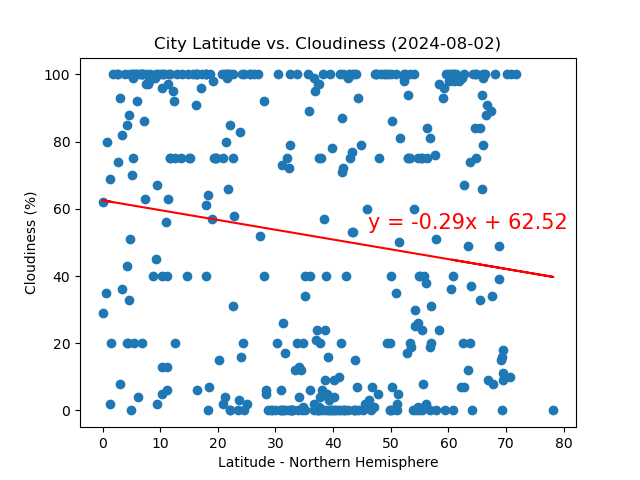 City Latitude vs. Cloudiness (2024-08-02)
100
80
60
40
20
0
Cloudiness (%)
y = -0.29x + 62.52
0 10 20 30 40 50 60 70 80
Latitude - Northern Hemisphere